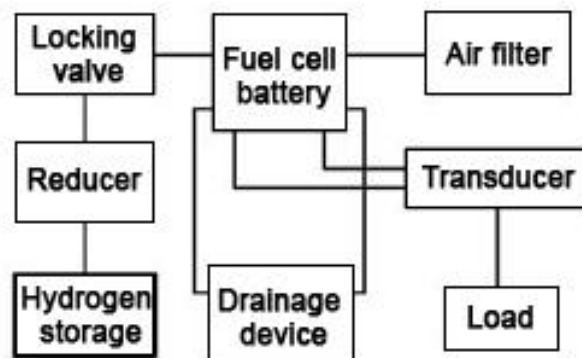 Locking
valve
Fuel cell
battery
Air filter
Reducer
Transducer
Hydrogen
storage
Drainage
device
Load